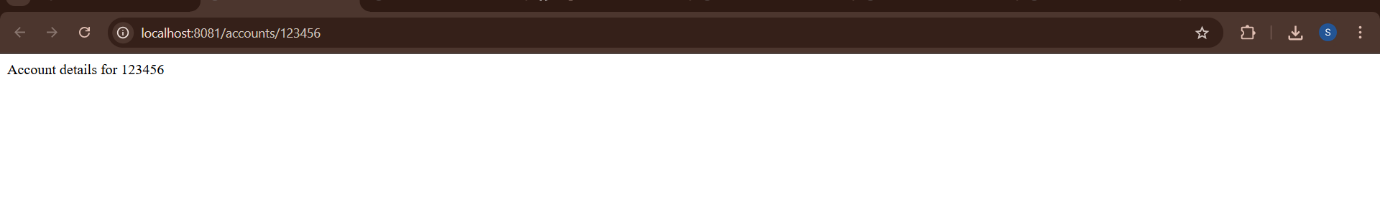 localhost:8081/accounts/123456
S
Account details for 123456